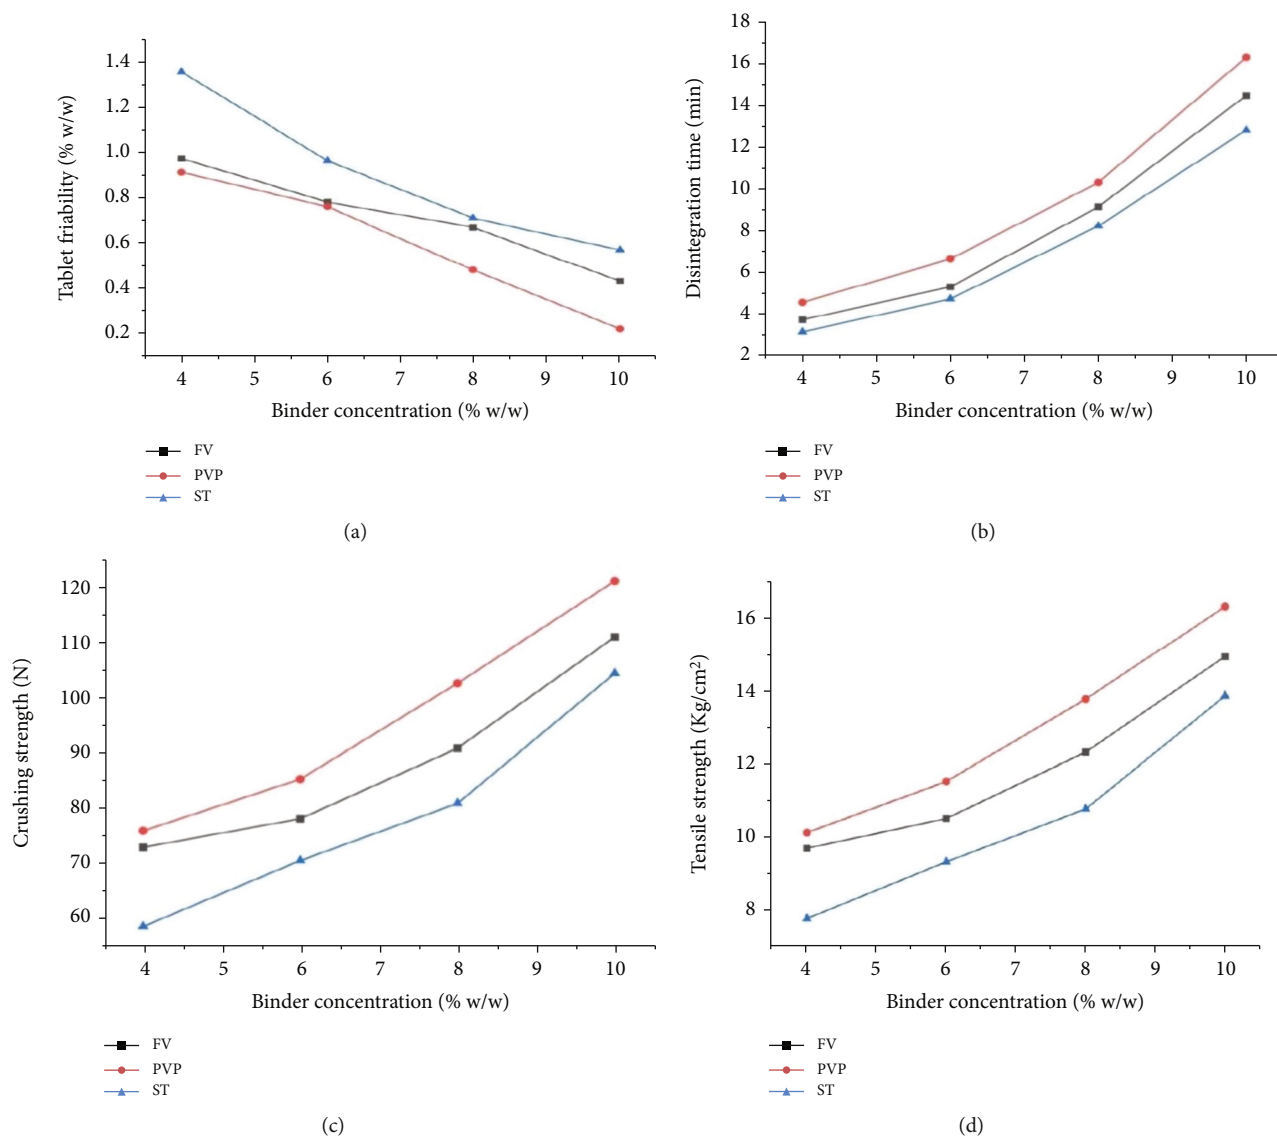 Tablet friability (% w/w)
1.4
1.2
1.0
0.8
0.6
0.4
0.2
4 5 6 7 8 9 10
Binder concentration (% w/w)
FV
PVP
ST
(a)
Disintegration time (min)
18
16
14
12
10
8
6
4
2
4 5 6 7 8 9 10
Binder concentration (% w/w)
FV
PVP
ST
(b)
Crushing strength (N)
120
110
100
90
80
70
60
4 5 6 7 8 9 10
Binder concentration (% w/w)
FV
PVP
ST
(c)
Tensile strength (Kg/cm²)
16
14
12
10
8
4 5 6 7 8 9 10
Binder concentration (% w/w)
FV
PVP
ST
(d)